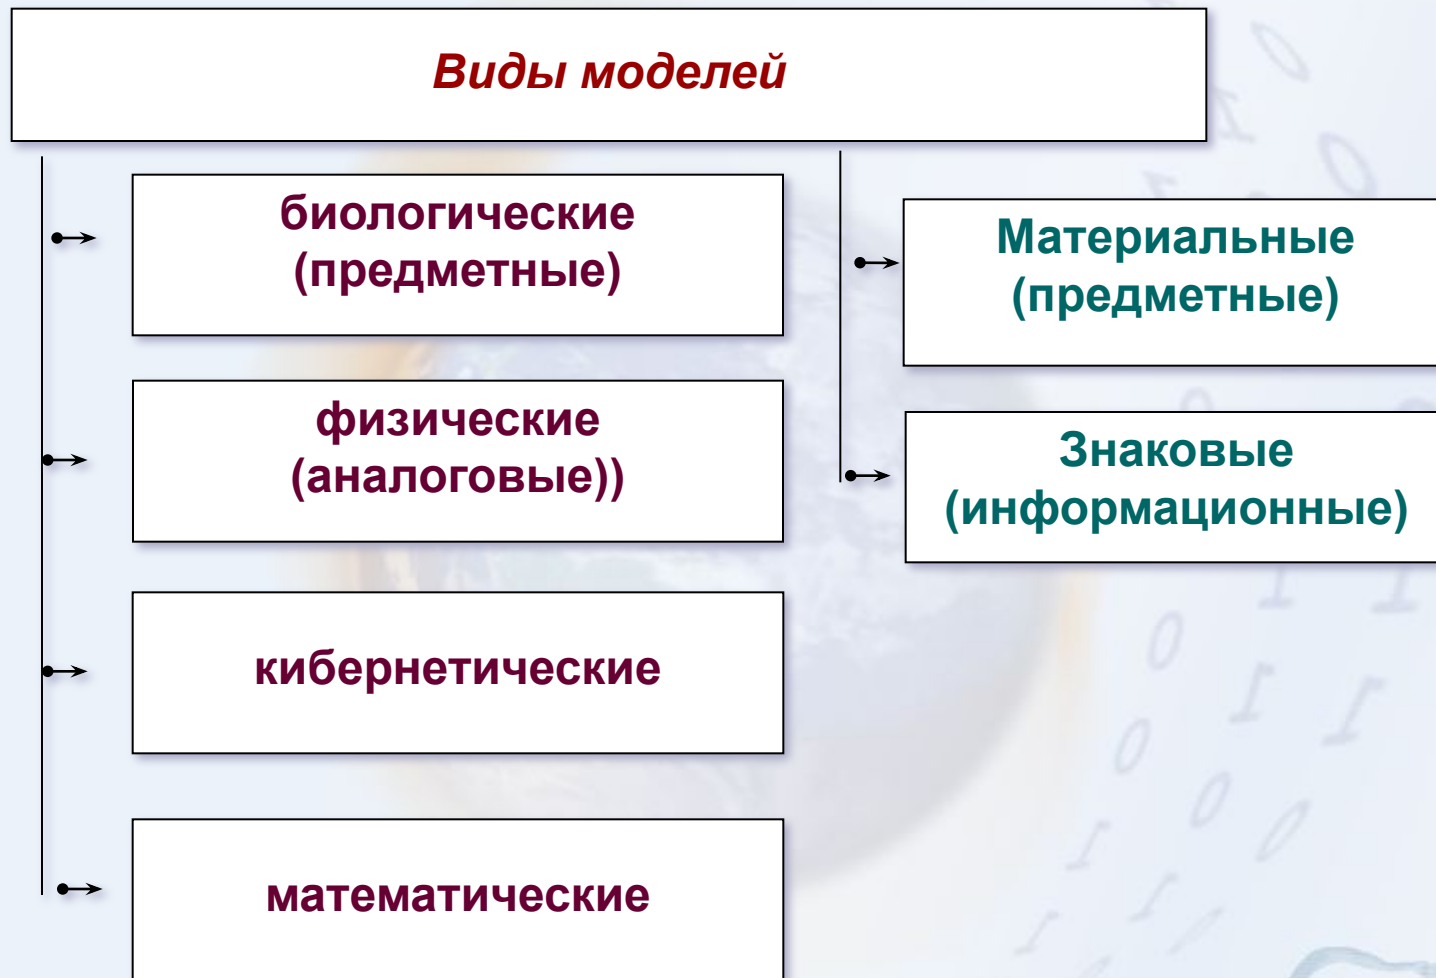 Виды моделей
биологические
(предметные)
физические
(аналоговые))
кибернетические
математические
Материальные
(предметные)
Знаковые
(информационные)